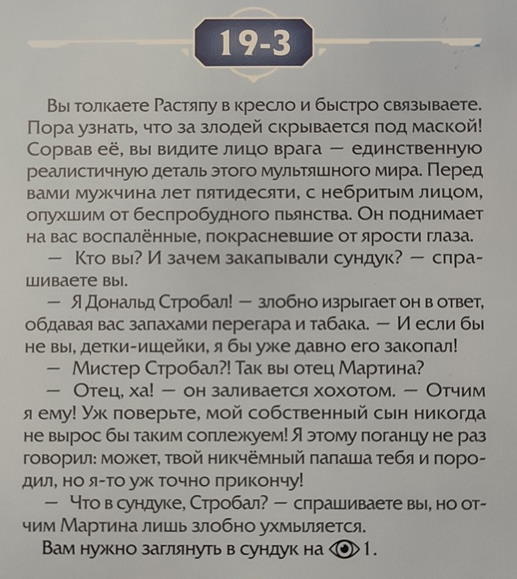 19-3
Вы толкаете Растяпу в кресло и быстро связываете.
Пора узнать, что за злодей скрывается под маской!
Сорвав её, вы видите лицо врага — единственную
реалистичную деталь этого мультяшного мира. Перед
вами мужчина лет пятидесяти, с небритым лицом,
опухшим от беспробудного пьянства. Он поднимает
на вас воспалённые, покрасневшие от ярости глаза.
— Кто вы? И зачем закапывали сундук? — спра-
шиваете вы.
— Я Дональд Стробал! — злобно изрыгает он в ответ,
обдавая вас запахами перегара и табака. — И если бы
не вы, детки-ищейки, я бы уже давно его закопал!
— Мистер Стробал?! Так вы отец Мартина?
— Отец, ха! — он заливается хохотом. — Отчим
я ему! Уж поверьте, мой собственный сын никогда
не вырос бы таким соплежуем! Я этому поганцу не раз
говорил: может, твой никчёмный папаша тебя и поро-
дил, но я-то уж точно прикончу!
— Что в сундуке, Стробал? — спрашиваете вы, но от-
чим Мартина лишь злобно ухмыляется.
Вам нужно заглянуть в сундук на 1.